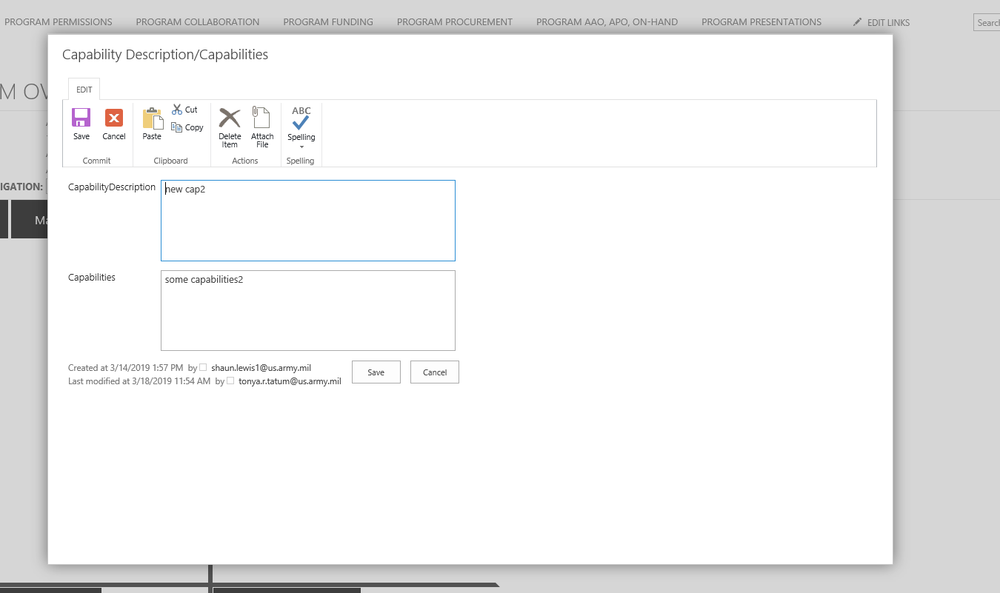 PROGRAM PERMISSIONS PROGRAM COLLABORATION PROGRAM FUNDING PROGRAM PROCUREMENT PROGRAM AAO, APO, ON-HAND PROGRAM PRESENTATIONS EDIT LINKS Search
Capability Description/Capabilities
M OV
EDIT
Save
Cancel
Commit
Paste
Cut
Copy
Clipboard
Delete Item
Attach File
Actions
ABC
Spelling
Spelling
IGATION:
Ma
CapabilityDescription
new cap2
Capabilities
some capabilities2
Created at 3/14/2019 1:57 PM by shaun.lewis1@us.army.mil
Last modified at 3/18/2019 11:54 AM by tonya.r.tatum@us.army.mil
Save
Cancel